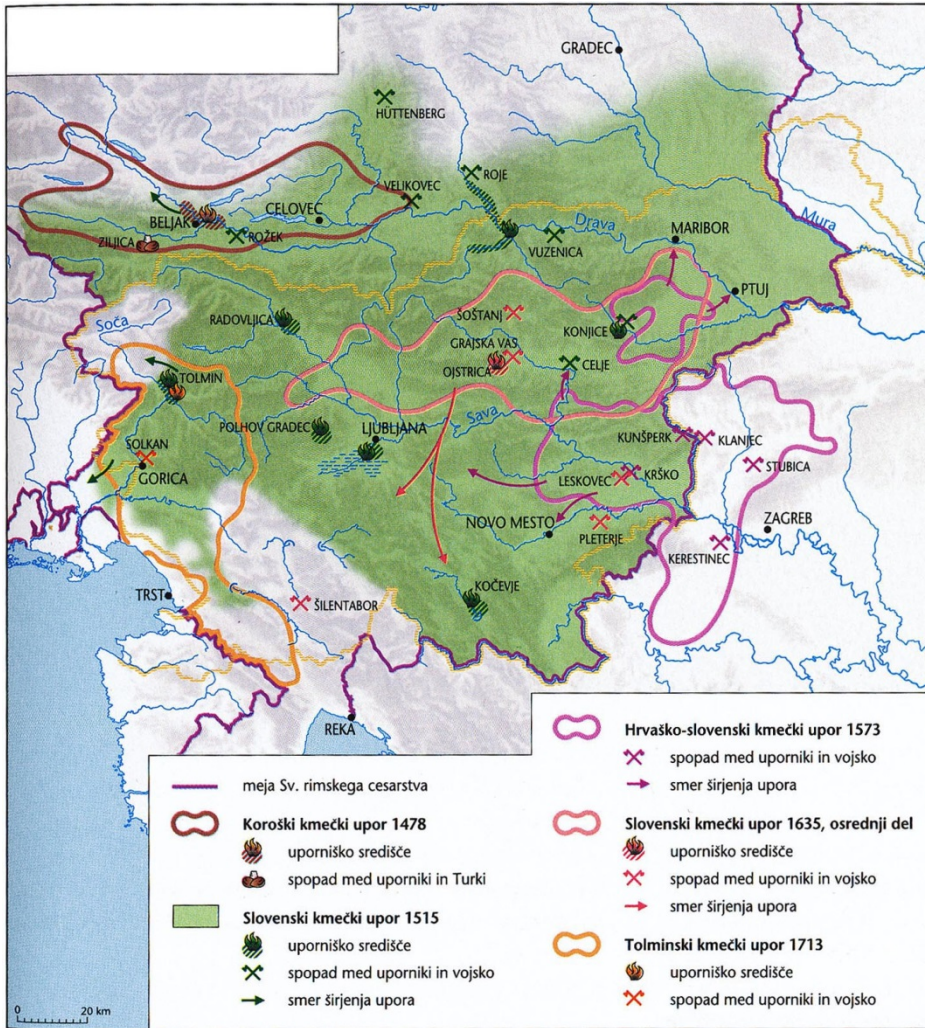 GRADEC
HÜTTENBERG
ROJE
VELIKOVEC
CELOVEC
BELJAK
ROŽEK
ZILJICA
Drava
VUZENICA
MARIBOR
Mura
PTUJ
Soča
RADOVLJICA
ŠOŠTANJ
KONJICE
GRAJSKA VAS
OJSTRICA
CELJE
TOLMIN
POLHOV GRADEC
LJUBLJANA
Sava
KUNŠPERK
KLANJEC
SOLKAN
GORICA
STUBICA
LESKOVEC
KRŠKO
NOVO MESTO
PLETERJE
ZAGREB
KERESTINEC
TRST
ŠILENTABOR
KOČEVJE
REKA
meja Sv. rimskega cesarstva
Koroški kmečki upor 1478
uporniško središče
spopad med uporniki in Turki
Slovenski kmečki upor 1515
uporniško središče
spopad med uporniki in vojsko
smer širjenja upora
Hrvaško-slovenski kmečki upor 1573
spopad med uporniki in vojsko
smer širjenja upora
Slovenski kmečki upor 1635, osrednji del
uporniško središče
spopad med uporniki in vojsko
smer širjenja upora
Tolminski kmečki upor 1713
uporniško središče
spopad med uporniki in vojsko
0 20 km